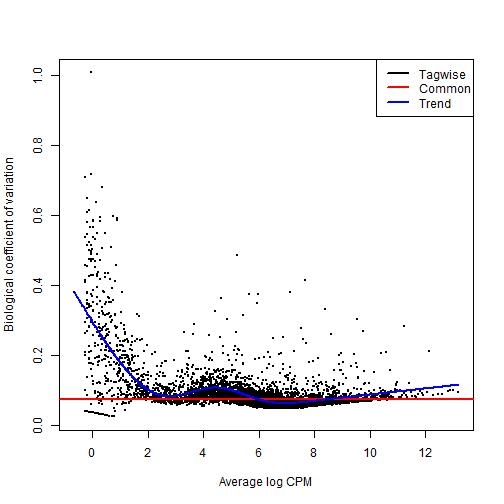 Tagwise
Common
Trend
Biological coefficient of variation
1.0
0.8
0.6
0.4
0.2
0.0
0 2 4 6 8 10 12
Average log CPM